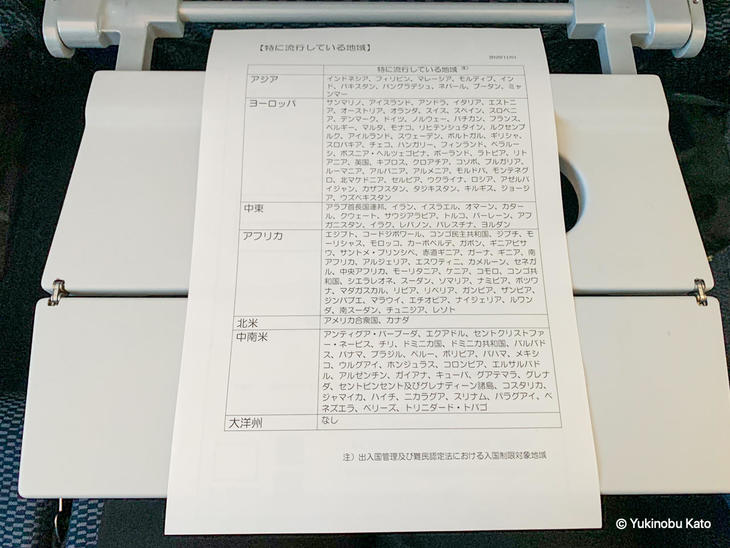 【特に流行している地域】
2020/11/01
特に流行している地域 注)
アジア
インドネシア、フィリピン、マレーシア、モルディブ、イン
ド、パキスタン、バングラデシュ、ネパール、ブータン、ミャ
ンマー
ヨーロッパ
サンマリノ、アイスランド、アンドラ、イタリア、エストニ
ア、オーストリア、オランダ、スイス、スペイン、スロベニ
ア、デンマーク、ドイツ、ノルウェー、バチカン、フランス、
ベルギー、マルタ、モナコ、リヒテンシュタイン、ルクセンブ
ルク、アイルランド、スウェーデン、ポルトガル、ギリシャ、
スロバキア、チェコ、ハンガリー、フィンランド、ベラルー
シ、ボスニア・ヘルツェゴビナ、ポーランド、ラトビア、リト
アニア、英国、キプロス、クロアチア、コソボ、ブルガリア、
ルーマニア、アルバニア、アルメニア、モルドバ、モンテネグ
ロ、北マケドニア、セルビア、ウクライナ、ロシア、アゼルバ
イジャン、カザフスタン、タジキスタン、キルギス、ジョージ
ア、ウズベキスタン
中東
アラブ首長国連邦、イラン、イスラエル、オマーン、カター
ル、クウェート、サウジアラビア、トルコ、バーレーン、アフ
ガニスタン、イラク、レバノン、パレスチナ、ヨルダン
アフリカ
エジプト、コードジボワール、コンゴ民主共和国、ジブチ、モ
ーリシャス、モロッコ、カーボベルデ、ガボン、ギニアビサ
ウ、サントメ・プリンシペ、赤道ギニア、ガーナ、ギニア、南
アフリカ、アルジェリア、エスワティニ、カメルーン、セネガ
ル、中央アフリカ、モーリタニア、ケニア、コモロ、コンゴ共
和国、シエラレオネ、スーダン、ソマリア、ナミビア、ボツワ
ナ、マダガスカル、リビア、リベリア、ガンビア、ザンビア、
ジンバブエ、マラウイ、エチオピア、ナイジェリア、ルワン
ダ、南スーダン、チュニジア、レソト
北米
アメリカ合衆国、カナダ
中南米
アンティグア・バーブーダ、エクアドル、セントクリストファ
ー・ネービス、チリ、ドミニカ国、ドミニカ共和国、バルバド
ス、パナマ、ブラジル、ペルー、ボリビア、バハマ、メキシ
コ、ウルグアイ、ホンジュラス、コロンビア、エルサルバド
ル、アルゼンチン、ガイアナ、キューバ、グアテマラ、グレナ
ダ、セントビンセント及びグレナディーン諸島、コスタリカ、
ジャマイカ、ハイチ、ニカラグア、スリナム、パラグアイ、ベ
ネズエラ、ベリーズ、トリニダード・トバゴ
大洋州
なし
注)出入国管理及び難民認定法における入国制限対象地域
© Yukinobu Kato